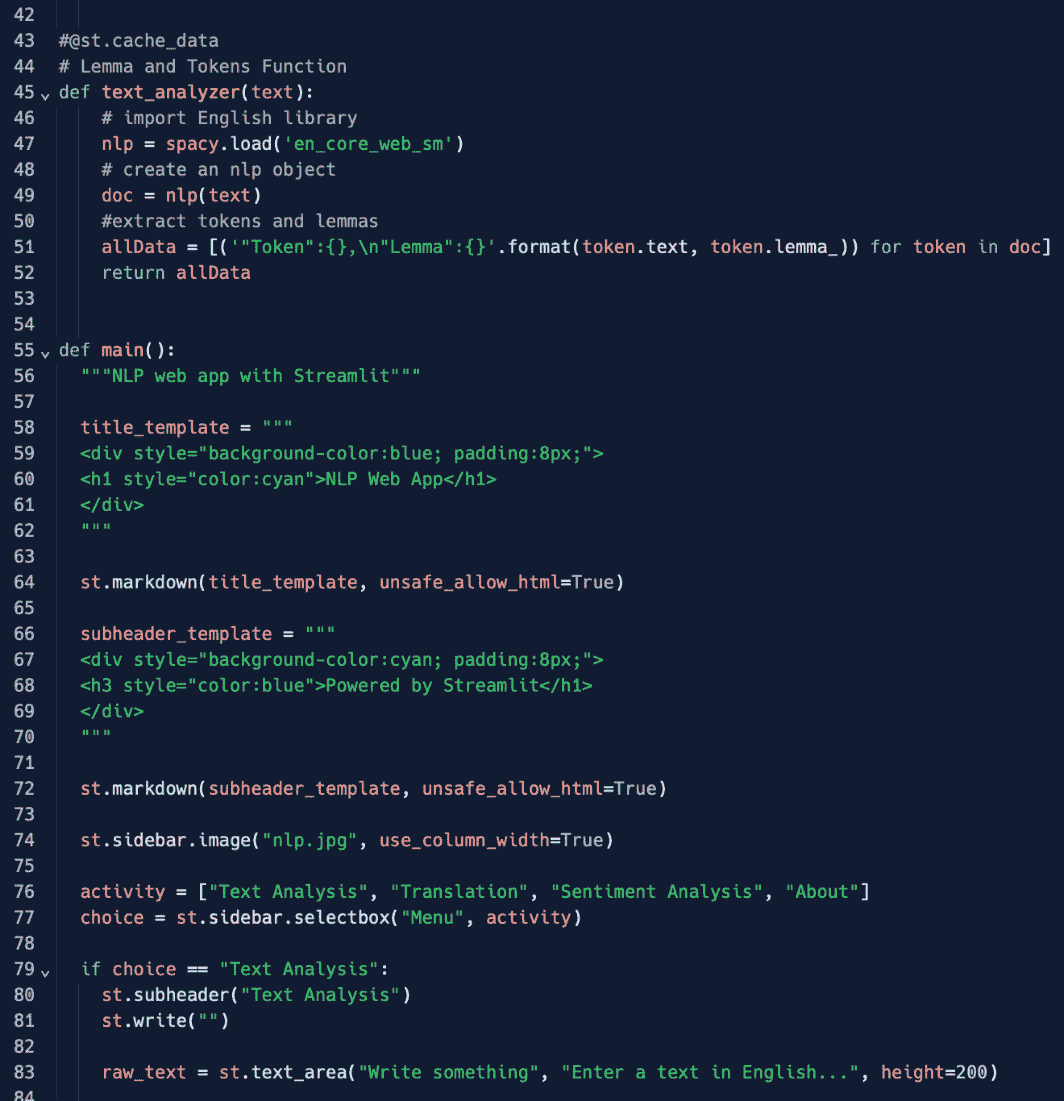 42
43 #@st.cache_data
44 # Lemma and Tokens Function
45 def text_analyzer(text):
46     # import English library
47     nlp = spacy.load('en_core_web_sm')
48     # create an nlp object
49     doc = nlp(text)
50     #extract tokens and lemmas
51     allData = [('"Token":{},\n"Lemma":{}'.format(token.text, token.lemma_)) for token in doc]
52     return allData
53
54
55 def main():
56   """NLP web app with Streamlit"""
57
58   title_template = """
59   <div style="background-color:blue; padding:8px;">
60   <h1 style="color:cyan">NLP Web App</h1>
61   </div>
62   """
63
64   st.markdown(title_template, unsafe_allow_html=True)
65
66   subheader_template = """
67   <div style="background-color:cyan; padding:8px;">
68   <h3 style="color:blue">Powered by Streamlit</h1>
69   </div>
70   """
71
72   st.markdown(subheader_template, unsafe_allow_html=True)
73
74   st.sidebar.image("nlp.jpg", use_column_width=True)
75
76   activity = ["Text Analysis", "Translation", "Sentiment Analysis", "About"]
77   choice = st.sidebar.selectbox("Menu", activity)
78
79   if choice == "Text Analysis":
80     st.subheader("Text Analysis")
81     st.write("")
82
83     raw_text = st.text_area("Write something", "Enter a text in English...", height=200)
84